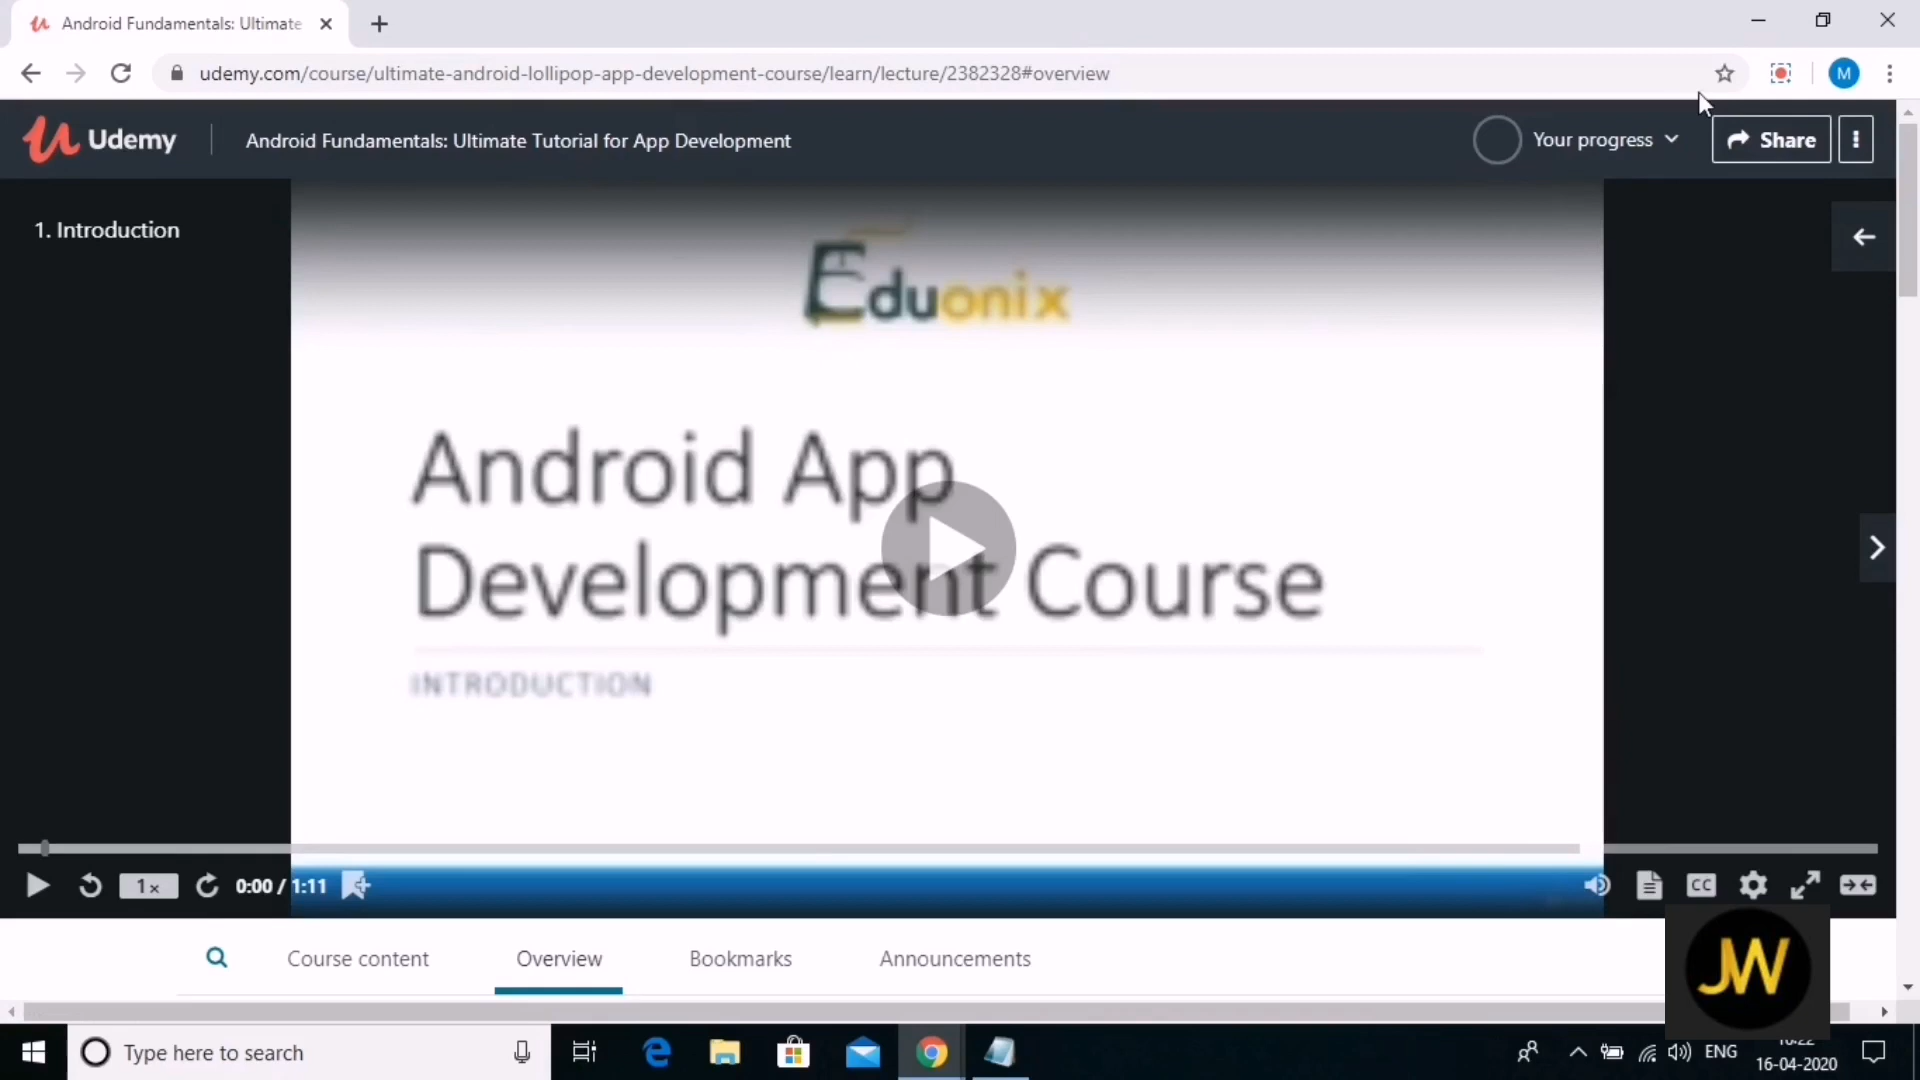 Android Fundamentals: Ultimate
udemy.com/course/ultimate-android-lollipop-app-development-course/learn/lecture/2382328#overview
M
Udemy
Android Fundamentals: Ultimate Tutorial for App Development
Your progress
Share
1. Introduction
Eduonix
Android App
Development Course
INTRODUCTION
1x
0:00 / 1:11
CC
Course content
Overview
Bookmarks
Announcements
JW
Type here to search
ENG
16-04-2020